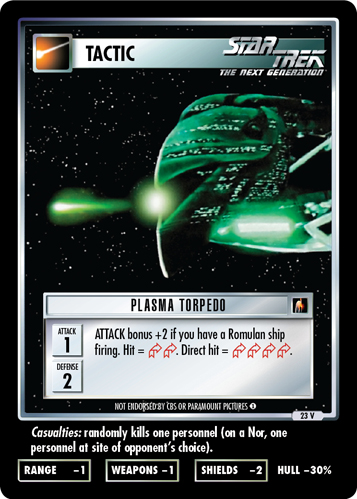 TACTIC
STAR TREK
THE NEXT GENERATION
PLASMA TORPEDO
ATTACK
1
DEFENSE
2
ATTACK bonus +2 if you have a Romulan ship
firing. Hit = . Direct hit = .
NOT ENDORSED BY CBS OR PARAMOUNT PICTURES
23 V
Casualties: randomly kills one personnel (on a Nor, one
personnel at site of opponent's choice).
RANGE –1 WEAPONS –1 SHIELDS –2 HULL –30%